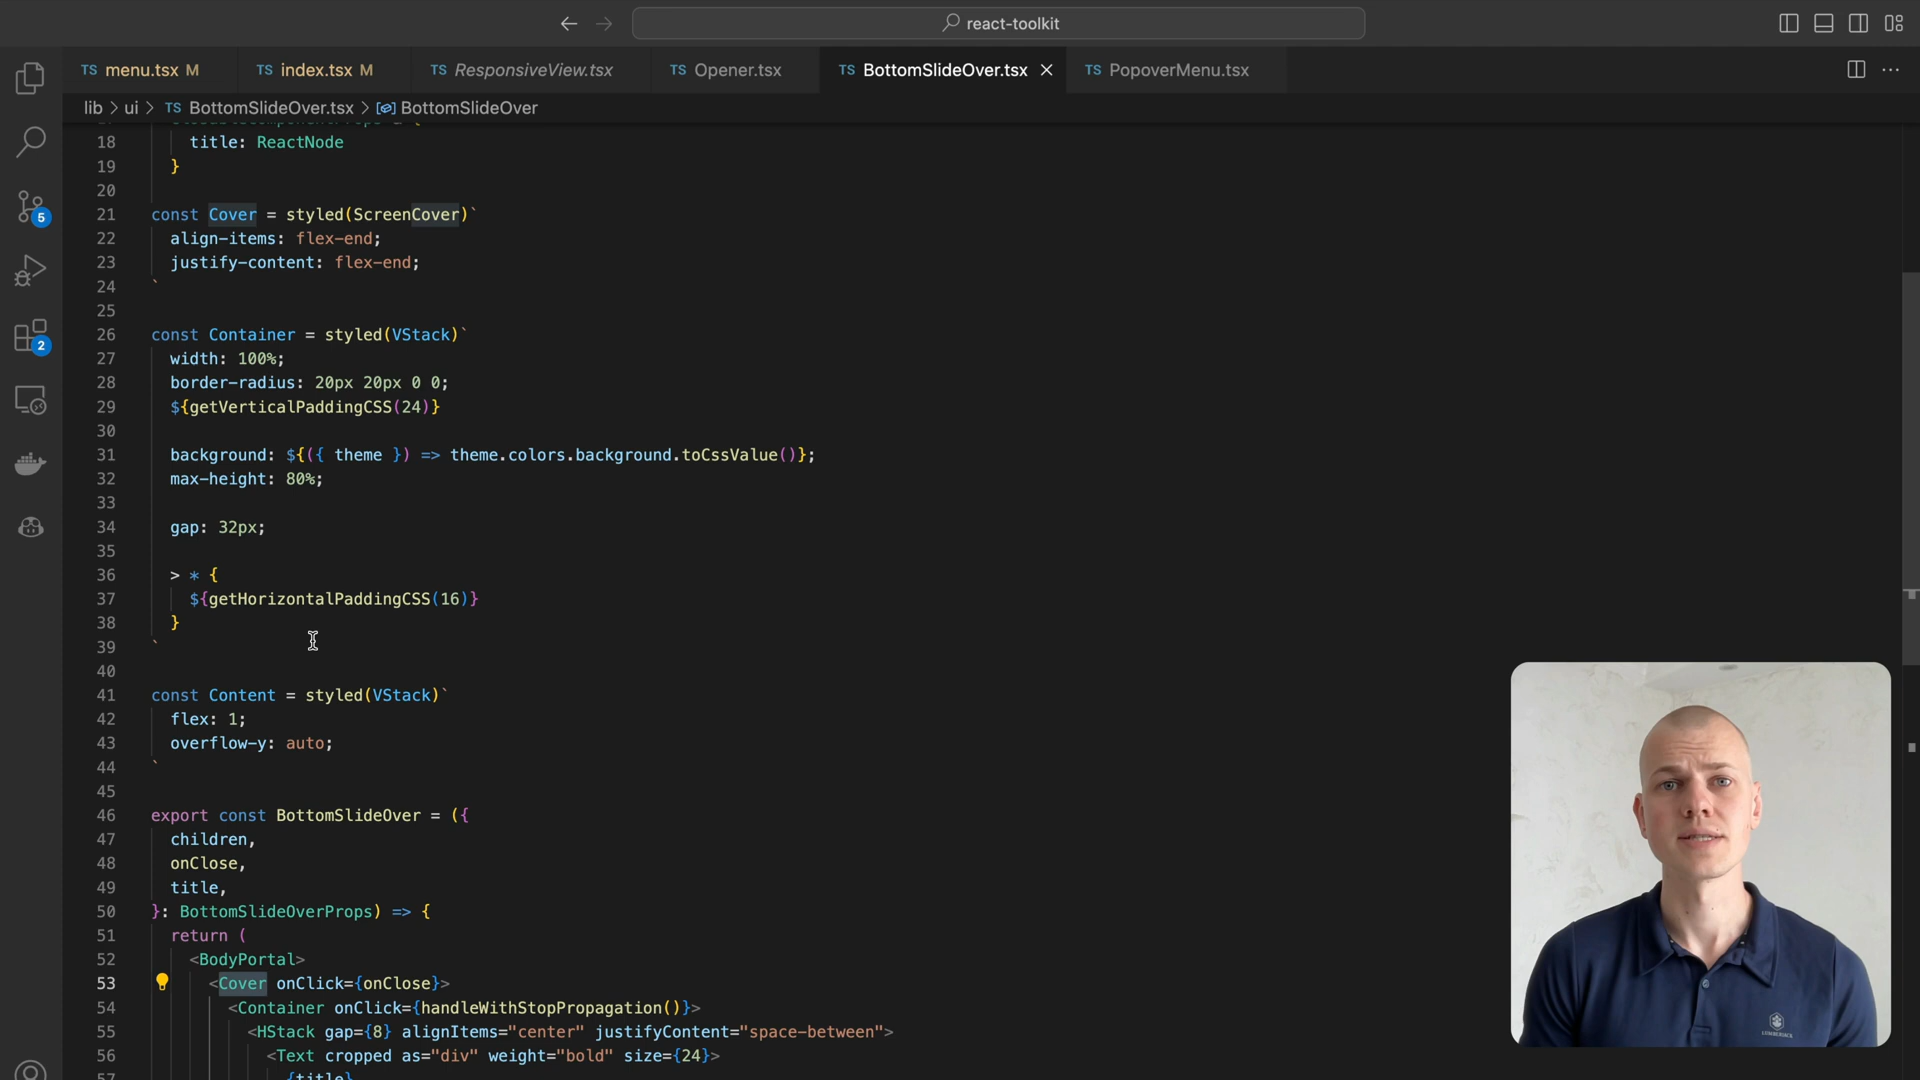 react-toolkit
TS menu.tsx M TS index.tsx M TS ResponsiveView.tsx TS Opener.tsx TS BottomSlideOver.tsx TS PopoverMenu.tsx
lib > ui > TS BottomSlideOver.tsx > BottomSlideOver
18 title: ReactNode
19 }
20
21 const Cover = styled(ScreenCover)`
22 align-items: flex-end;
23 justify-content: flex-end;
24 `
25
26 const Container = styled(VStack)`
27 width: 100%;
28 border-radius: 20px 20px 0 0;
29 ${getVerticalPaddingCSS(24)}
30
31 background: ${({ theme }) => theme.colors.background.toCssValue()};
32 max-height: 80%;
33
34 gap: 32px;
35
36 > * {
37 ${getHorizontalPaddingCSS(16)}
38 }
39 `
40
41 const Content = styled(VStack)`
42 flex: 1;
43 overflow-y: auto;
44 `
45
46 export const BottomSlideOver = ({
47 children,
48 onClose,
49 title,
50 }: BottomSlideOverProps) => {
51 return (
52 <BodyPortal>
53 <Cover onClick={onClose}>
54 <Container onClick={handleWithStopPropagation()}>
55 <HStack gap={8} alignItems="center" justifyContent="space-between">
56 <Text cropped as="div" weight="bold" size={24}>
57 {title}
5
2
LUMBERJACK